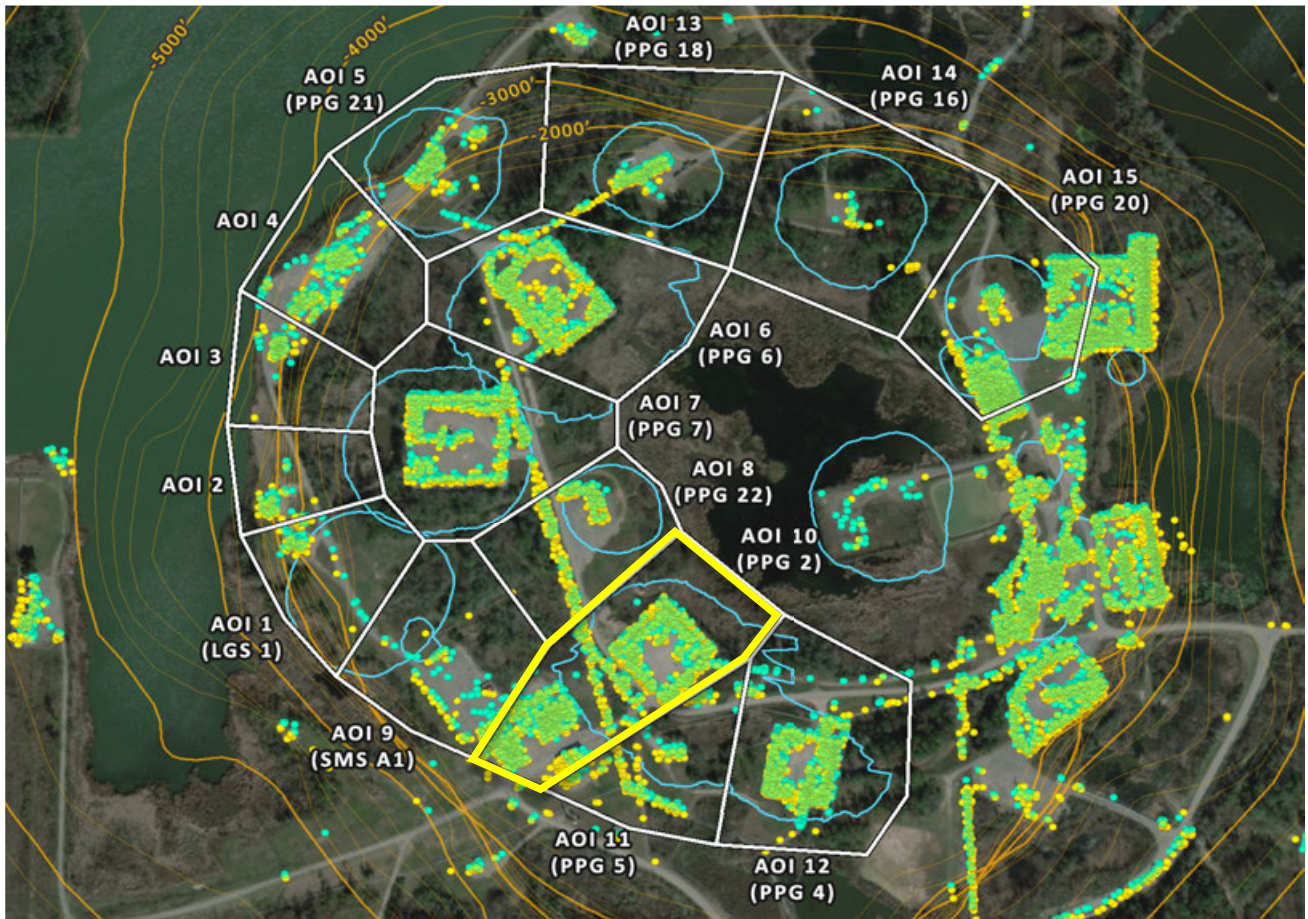 -5000'
-4000'
-3000'
-2000'
AOI 13
(PPG 18)
AOI 5
(PPG 21)
AOI 14
(PPG 16)
AOI 15
(PPG 20)
AOI 4
AOI 3
AOI 6
(PPG 6)
AOI 7
(PPG 7)
AOI 8
(PPG 22)
AOI 2
AOI 10
(PPG 2)
AOI 1
(LGS 1)
AOI 9
(SMS A1)
AOI 11
(PPG 5)
AOI 12
(PPG 4)